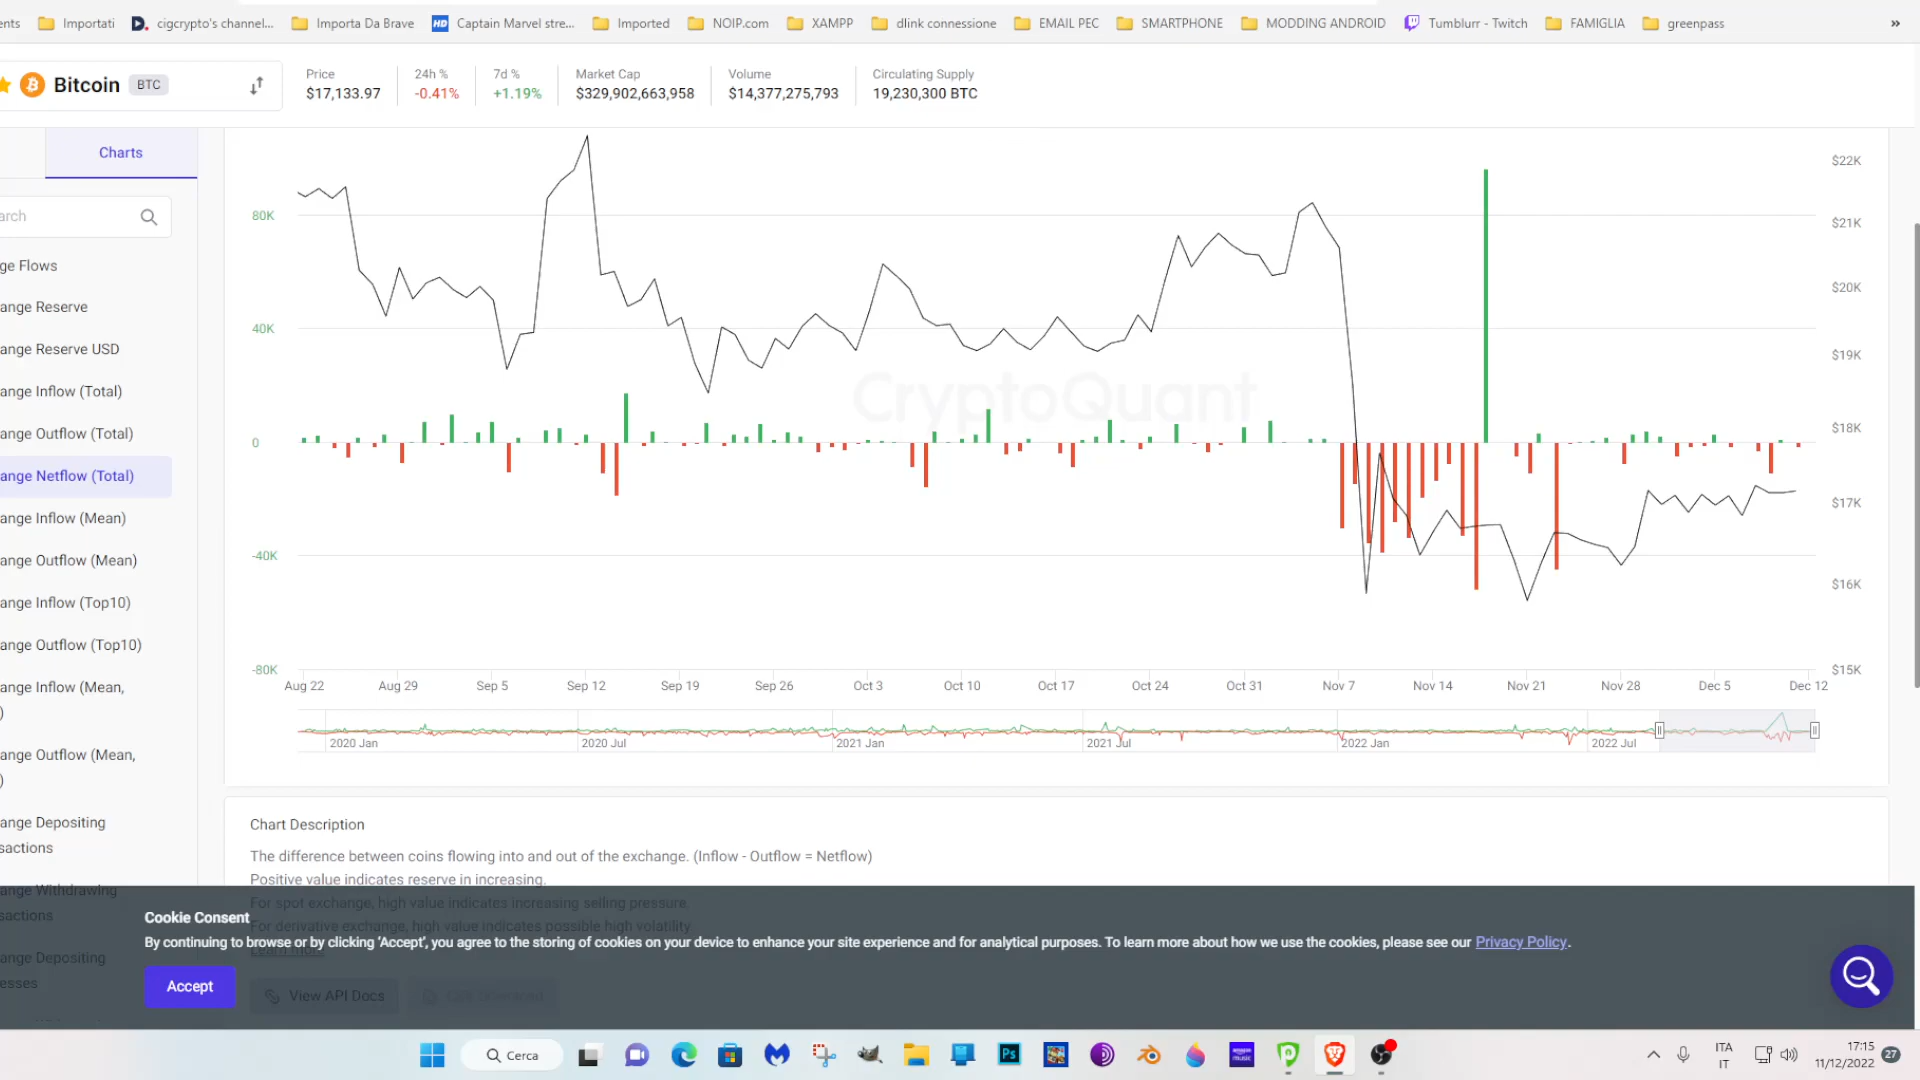 ents
Importati
cigcrypto's channel...
Importa Da Brave
Captain Marvel stre...
Imported
NOIP.com
XAMPP
dlink connessione
EMAIL PEC
SMARTPHONE
MODDING ANDROID
Tumblurr - Twitch
FAMIGLIA
greenpass
»
Bitcoin BTC
Price
$17,133.97
24h %
-0.41%
7d %
+1.19%
Market Cap
$329,902,663,958
Volume
$14,377,275,793
Circulating Supply
19,230,300 BTC
Charts
arch
ge Flows
ange Reserve
ange Reserve USD
ange Inflow (Total)
ange Outflow (Total)
ange Netflow (Total)
ange Inflow (Mean)
ange Outflow (Mean)
ange Inflow (Top10)
ange Outflow (Top10)
ange Inflow (Mean,
)
ange Outflow (Mean,
)
ange Depositing
sactions
ange Withdrawing
sactions
ange Depositing
esses
80K
40K
0
-40K
-80K
CryptoQuant
$22K
$21K
$20K
$19K
$18K
$17K
$16K
$15K
Aug 22 Aug 29 Sep 5 Sep 12 Sep 19 Sep 26 Oct 3 Oct 10 Oct 17 Oct 24 Oct 31 Nov 7 Nov 14 Nov 21 Nov 28 Dec 5 Dec 12
2020 Jan 2020 Jul 2021 Jan 2021 Jul 2022 Jan 2022 Jul
Chart Description
The difference between coins flowing into and out of the exchange. (Inflow - Outflow = Netflow)
Positive value indicates reserve in increasing.
For spot exchange, high value indicates increasing selling pressure.
For derivative exchange, high value indicates possible high volatility.
Cookie Consent
By continuing to browse or by clicking 'Accept', you agree to the storing of cookies on your device to enhance your site experience and for analytical purposes. To learn more about how we use the cookies, please see our Privacy Policy.
Accept
View API Docs
HD
Cerca
Ps
amazon music
ITA
IT
17:15
11/12/2022
27